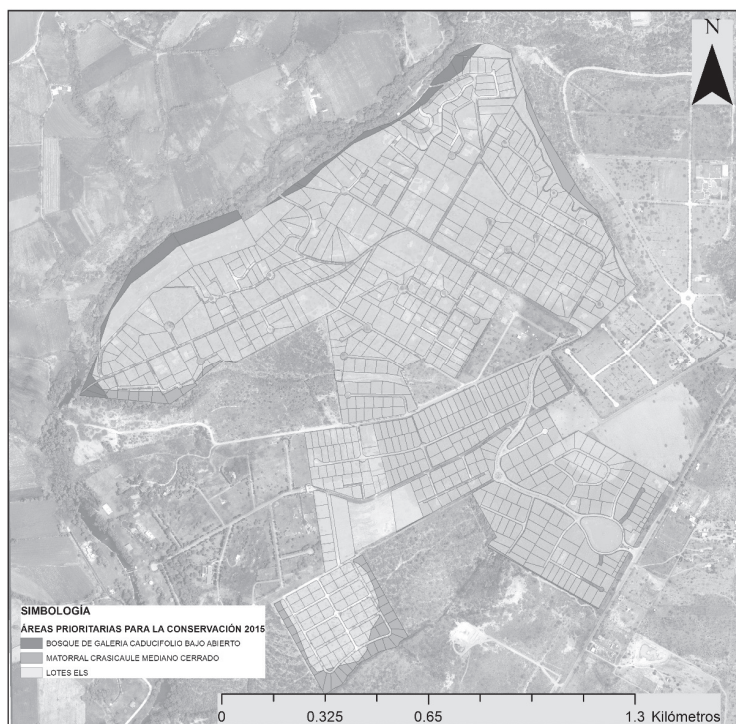 N
SIMBOLOGÍA
ÁREAS PRIORITARIAS PARA LA CONSERVACIÓN 2015
BOSQUE DE GALERIA CADUCIFOLIO BAJO ABIERTO
MATORRAL CRASICAULE MEDIANO CERRADO
LOTES ELS
0 0.325 0.65 1.3 Kilómetros